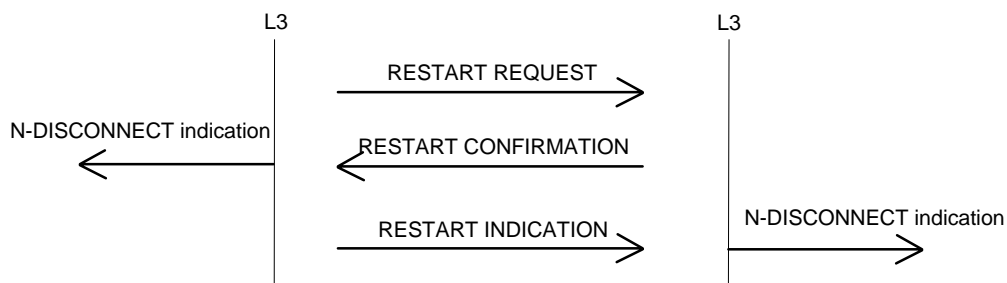 L3
L3
RESTART REQUEST
N-DISCONNECT indication
RESTART CONFIRMATION
RESTART INDICATION
N-DISCONNECT indication